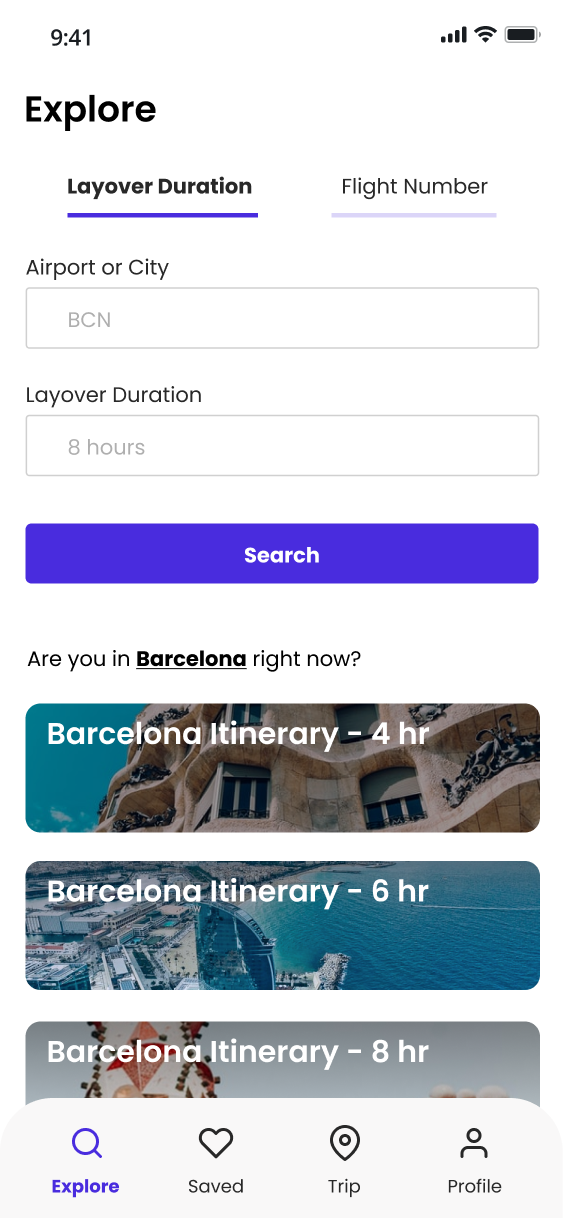 9:41
Explore
Layover Duration Flight Number
Airport or City
BCN
Layover Duration
8 hours
Search
Are you in Barcelona right now?
Barcelona Itinerary - 4 hr
Barcelona Itinerary - 6 hr
Barcelona Itinerary - 8 hr
Explore Saved Trip Profile